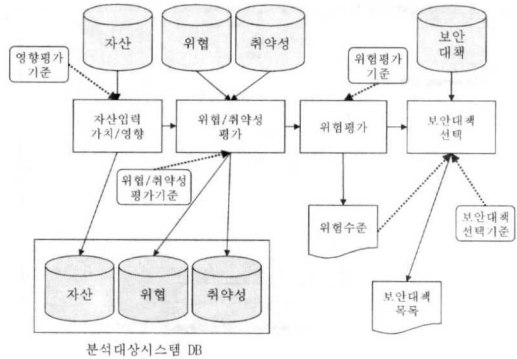 자산
위협
취약성
보안
대책
영향평가
기준
위험평가
기준
자산입력
가치/영향
위협/취약성
평가
위험평가
보안대책
선택
위협/취약성
평가기준
위험수준
보안대책
선택기준
자산
위협
취약성
보안대책
목록
분석대상시스템 DB